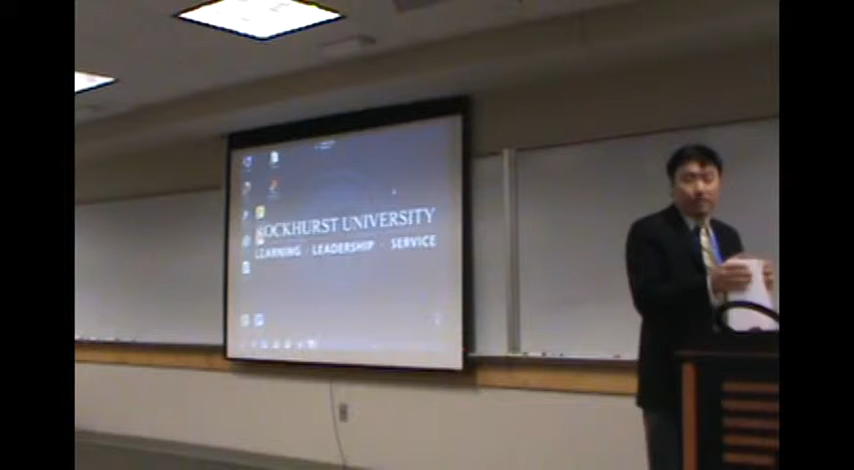 ROCKHURST UNIVERSITY
LEARNING · LEADERSHIP · SERVICE